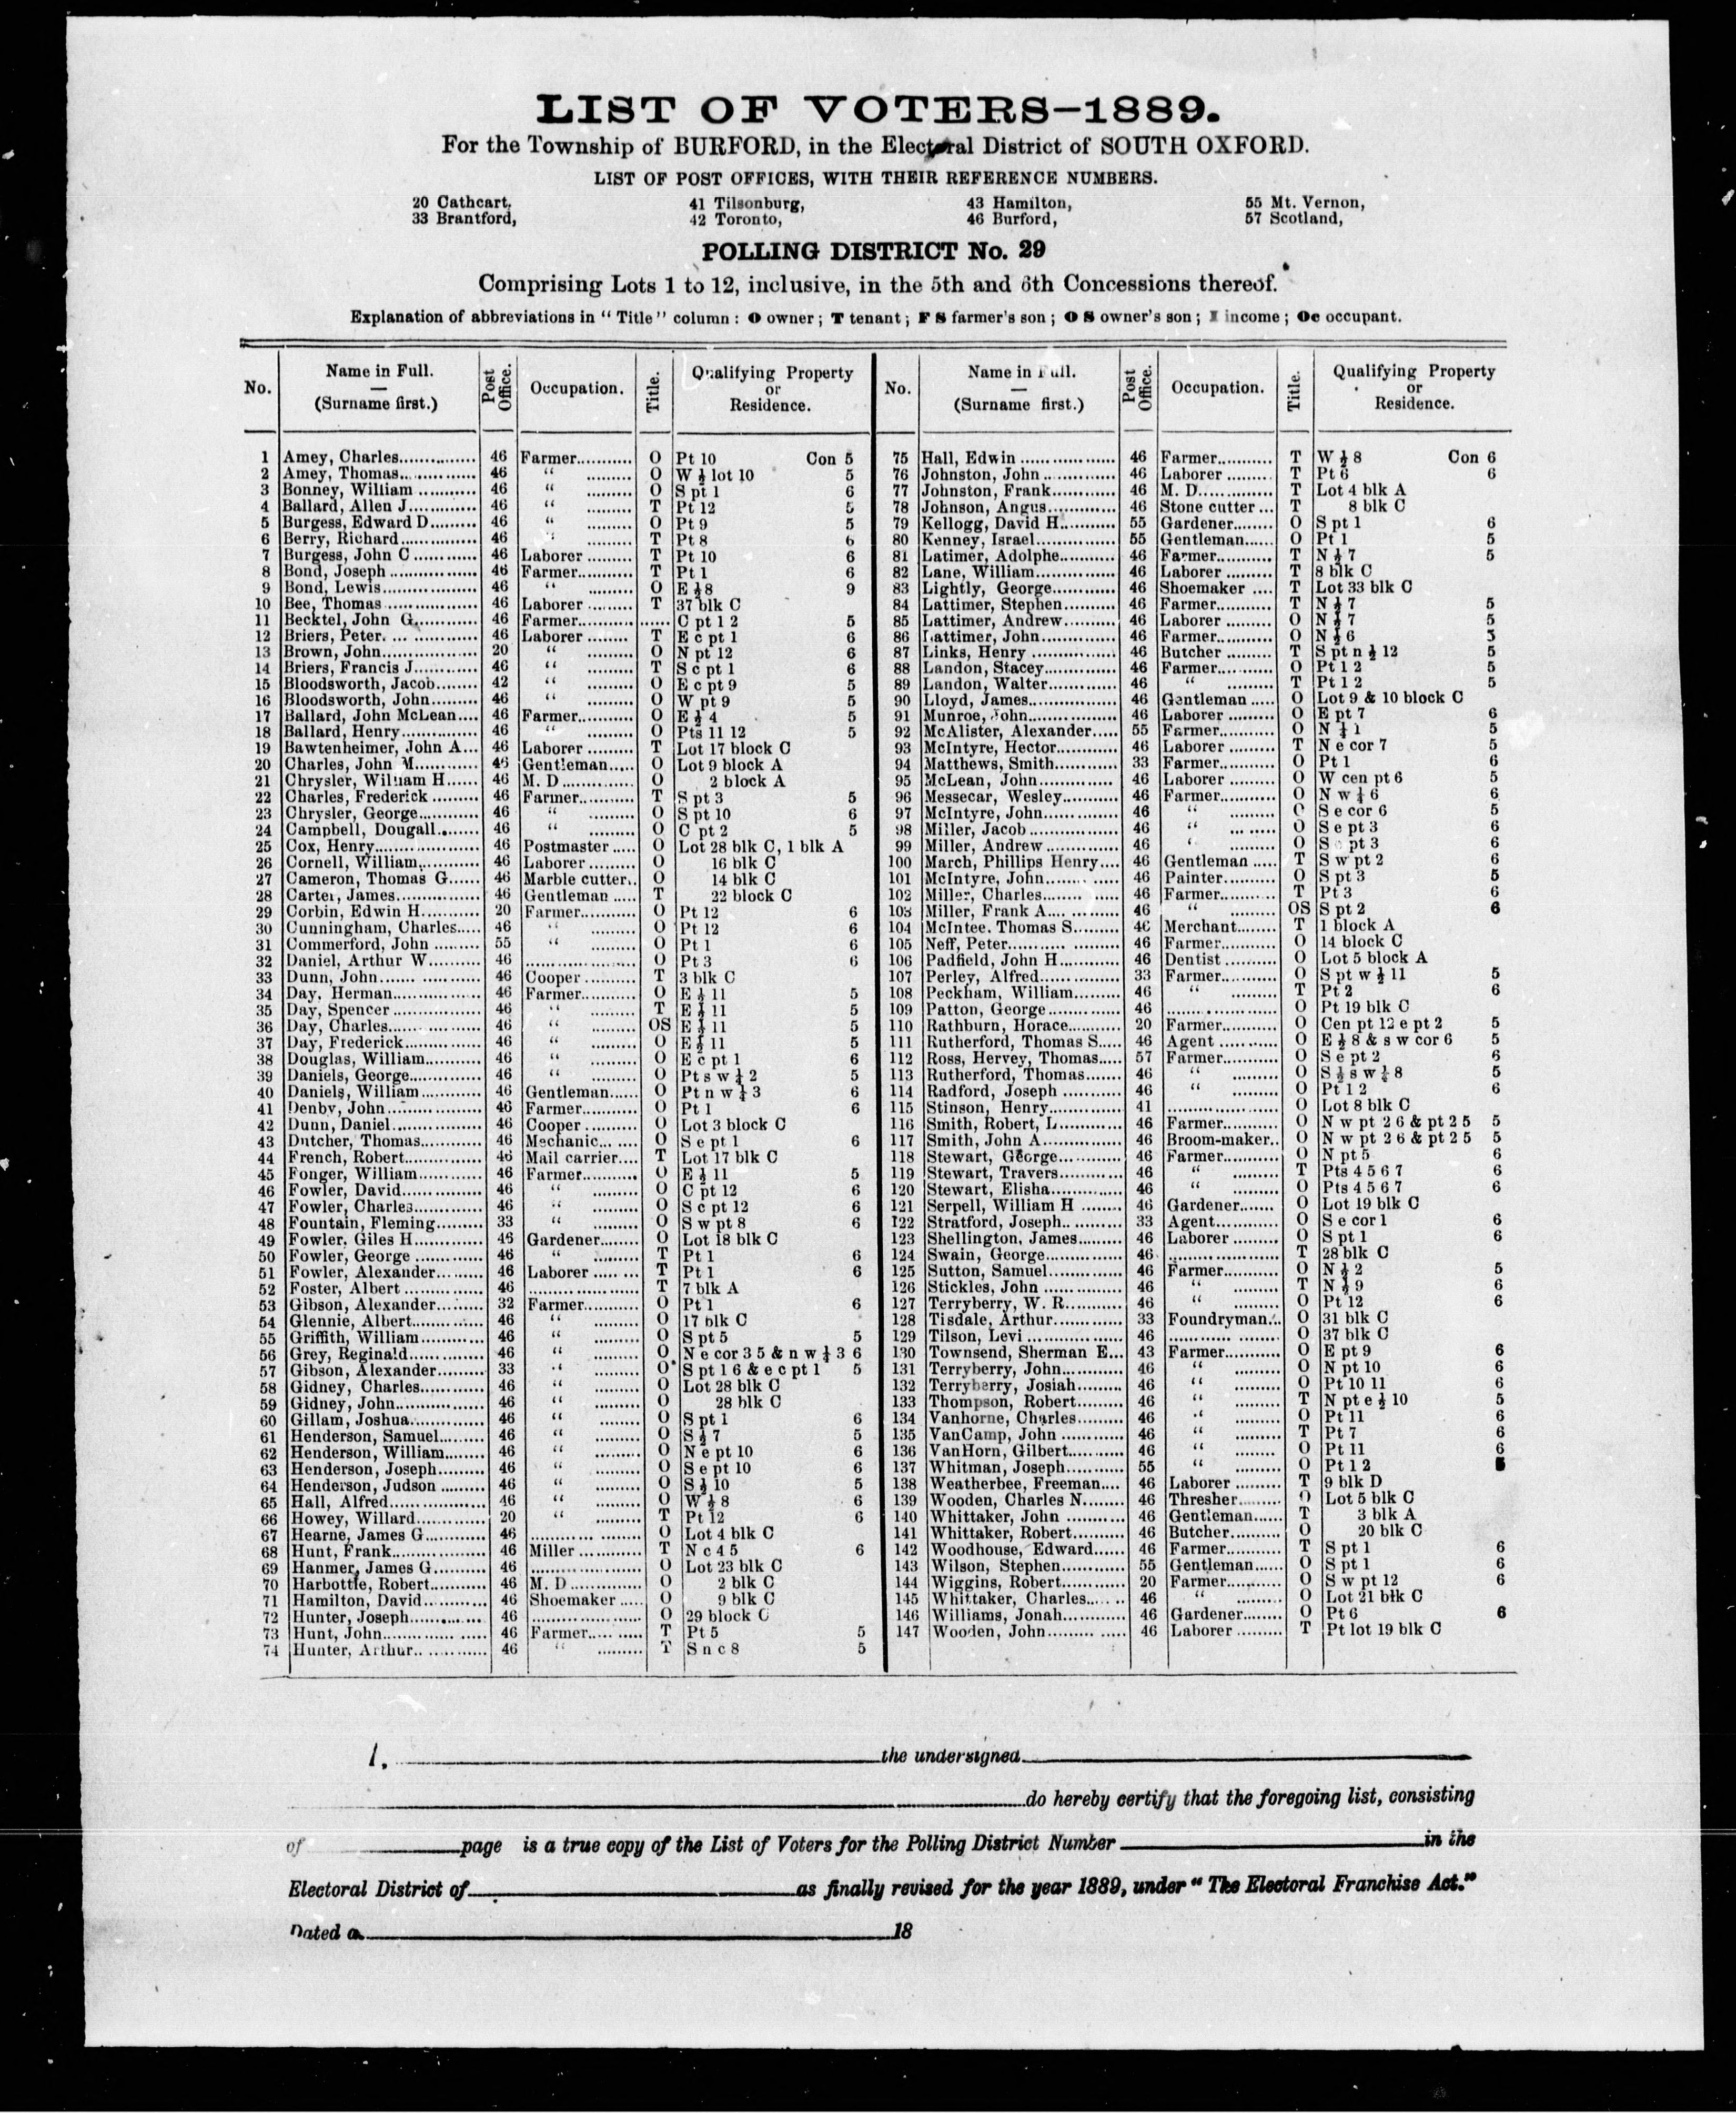 LIST OF VOTERS-1889.
For the Township of BURFORD, in the Electoral District of SOUTH OXFORD.
LIST OF POST OFFICES, WITH THEIR REFERENCE NUMBERS.
20 Cathcart, 41 Tilsonburg, 43 Hamilton, 55 Mt. Vernon,
33 Brantford, 42 Toronto, 46 Burford, 57 Scotland,
POLLING DISTRICT No. 29
Comprising Lots 1 to 12, inclusive, in the 5th and 6th Concessions thereof.
Explanation of abbreviations in "Title" column: O owner; T tenant; F S farmer's son; O S owner's son; I income; Oc occupant.
No. Name in Full. — (Surname first.) Post Office. Occupation. Title. Qualifying Property or Residence.
1 Amey, Charles 46 Farmer O Pt 10 Con 5
2 Amey, Thomas 46 " O W ½ lot 10 5
3 Bonney, William 46 " O S pt 1 6
4 Ballard, Allen J 46 " T Pt 12 5
5 Burgess, Edward D 46 " O Pt 9 5
6 Berry, Richard 46 " T Pt 8 6
7 Burgess, John C 46 Laborer T Pt 10 6
8 Bond, Joseph 46 Farmer T Pt 1 6
9 Bond, Lewis 46 " O E ½ 8 9
10 Bee, Thomas 46 Laborer T 37 blk C
11 Becktel, John G 46 Farmer C pt 1 2 5
12 Briers, Peter 46 Laborer T E c pt 1 6
13 Brown, John 20 " O N pt 12 6
14 Briers, Francis J 46 " T S c pt 1 6
15 Bloodsworth, Jacob 42 " O E c pt 9 5
16 Bloodsworth, John 46 " O W pt 9 5
17 Ballard, John McLean 46 Farmer O E ½ 4 5
18 Ballard, Henry 46 " O Pts 11 12 5
19 Bawtenheimer, John A 46 Laborer T Lot 17 block C
20 Charles, John M 46 Gentleman O Lot 9 block A
21 Chrysler, William H 46 M. D O 2 block A
22 Charles, Frederick 46 Farmer T S pt 3 5
23 Chrysler, George 46 " O S pt 10 6
24 Campbell, Dougall 46 " O C pt 2 5
25 Cox, Henry 46 Postmaster O Lot 28 blk C, 1 blk A
26 Cornell, William 46 Laborer O 16 blk C
27 Cameron, Thomas G 46 Marble cutter O 14 blk C
28 Carter, James 46 Gentleman T 22 block C
29 Corbin, Edwin H 20 Farmer O Pt 12 6
30 Cunningham, Charles 46 " O Pt 12 6
31 Commerford, John 55 " O Pt 1 6
32 Daniel, Arthur W 46 O Pt 3 6
33 Dunn, John 46 Cooper T 3 blk C
34 Day, Herman 46 Farmer O E ½ 11 5
35 Day, Spencer 46 " T E ½ 11 5
36 Day, Charles 46 " OS E ½ 11 5
37 Day, Frederick 46 " O E ½ 11 5
38 Douglas, William 46 " O E c pt 1 6
39 Daniels, George 46 " O Pt s w ¼ 2 5
40 Daniels, William 46 Gentleman O Pt n w ¼ 3 6
41 Denby, John 46 Farmer O Pt 1 6
42 Dunn, Daniel 46 Cooper O Lot 3 block C
43 Dutcher, Thomas 46 Mechanic O S e pt 1 6
44 French, Robert 46 Mail carrier T Lot 17 blk C
45 Fonger, William 46 Farmer O E ½ 11 5
46 Fowler, David 46 " O C pt 12 6
47 Fowler, Charles 46 " O S c pt 12 6
48 Fountain, Fleming 33 " O S w pt 8 6
49 Fowler, Giles H 46 Gardener O Lot 18 blk C
50 Fowler, George 46 " T Pt 1 6
51 Fowler, Alexander 46 Laborer T Pt 1 6
52 Foster, Albert 46 T 7 blk A
53 Gibson, Alexander 32 Farmer O Pt 1 6
54 Glennie, Albert 46 " O 17 blk C
55 Griffith, William 46 " O S pt 5 5
56 Grey, Reginald 46 " O N e cor 3 5 & n w ¼ 3 6
57 Gibson, Alexander 33 " O S pt 1 6 & e c pt 1 5
58 Gidney, Charles 46 " O Lot 28 blk C
59 Gidney, John 46 " O 28 blk C
60 Gillam, Joshua 46 " O S pt 1 6
61 Henderson, Samuel 46 " O S ½ 7 5
62 Henderson, William 46 " O N e pt 10 6
63 Henderson, Joseph 46 " O S e pt 10 6
64 Henderson, Judson 46 " O S ½ 10 5
65 Hall, Alfred 46 " O W ½ 8 6
66 Howey, Willard 20 " T Pt 12 6
67 Hearne, James G 46 O Lot 4 blk C
68 Hunt, Frank 46 Miller T N c 4 5 6
69 Hanmer, James G 46 O Lot 23 blk C
70 Harbottle, Robert 46 M. D O 2 blk C
71 Hamilton, David 46 Shoemaker O 9 blk C
72 Hunter, Joseph 46 O 29 block C
73 Hunt, John 46 Farmer T Pt 5 5
74 Hunter, Arthur 46 " T S n c 8 5
No. Name in Full. — (Surname first.) Post Office. Occupation. Title. Qualifying Property or Residence.
75 Hall, Edwin 46 Farmer T W ½ 8 Con 6
76 Johnston, John 46 Laborer T Pt 6 6
77 Johnston, Frank 46 M. D T Lot 4 blk A
78 Johnson, Angus 46 Stone cutter T 8 blk C
79 Kellogg, David H 55 Gardener O S pt 1 6
80 Kenney, Israel 55 Gentleman O Pt 1 5
81 Latimer, Adolphe 46 Farmer T N ½ 7 5
82 Lane, William 46 Laborer T 8 blk C
83 Lightly, George 46 Shoemaker T Lot 33 blk C
84 Lattimer, Stephen 46 Farmer T N ½ 7 5
85 Lattimer, Andrew 46 Laborer O N ½ 7 5
86 Lattimer, John 46 Farmer O N ½ 6 3
87 Links, Henry 46 Butcher T S pt n ½ 12 5
88 Landon, Stacey 46 Farmer O Pt 1 2 5
89 Landon, Walter 46 " T Pt 1 2 5
90 Lloyd, James 46 Gentleman O Lot 9 & 10 block C
91 Munroe, John 46 Laborer O E pt 7 6
92 McAlister, Alexander 55 Farmer O N ½ 1 5
93 McIntyre, Hector 46 Laborer T N e cor 7 5
94 Matthews, Smith 33 Farmer O Pt 1 6
95 McLean, John 46 Laborer O W cen pt 6 5
96 Messecar, Wesley 46 Farmer O N w ¼ 6 6
97 McIntyre, John 46 " O S e cor 6 5
98 Miller, Jacob 46 " O S e pt 3 6
99 Miller, Andrew 46 " O S pt 3 6
100 March, Phillips Henry 46 Gentleman T S w pt 2 6
101 McIntyre, John 46 Painter O S pt 3 5
102 Miller, Charles 46 Farmer T Pt 3 6
103 Miller, Frank A 46 " OS S pt 2 6
104 McIntee. Thomas S 46 Merchant T 1 block A
105 Neff, Peter 46 Farmer O 14 block C
106 Padfield, John H 46 Dentist O Lot 5 block A
107 Perley, Alfred 33 Farmer O S pt w ½ 11 5
108 Peckham, William 46 " T Pt 2 6
109 Patton, George 46 O Pt 19 blk C
110 Rathburn, Horace 20 Farmer O Cen pt 12 e pt 2 5
111 Rutherford, Thomas S 46 Agent O E ½ 8 & s w cor 6 5
112 Ross, Hervey, Thomas 57 Farmer O S e pt 2 6
113 Rutherford, Thomas 46 " O S ½ s w ¼ 8 5
114 Radford, Joseph 46 " O Pt 1 2 6
115 Stinson, Henry 41 O Lot 8 blk C
116 Smith, Robert, L 46 Farmer O N w pt 2 6 & pt 2 5 5
117 Smith, John A 46 Broom-maker O N w pt 2 6 & pt 2 5 5
118 Stewart, George 46 Farmer O N pt 5 6
119 Stewart, Travers 46 " T Pts 4 5 6 7 6
120 Stewart, Elisha 46 " O Pts 4 5 6 7 6
121 Serpell, William H 46 Gardener O Lot 19 blk C
122 Stratford, Joseph 33 Agent O S e cor 1 6
123 Shellington, James 46 Laborer O S pt 1 6
124 Swain, George 46 T 28 blk C
125 Sutton, Samuel 46 Farmer O N ½ 2 5
126 Stickles, John 46 " T N ½ 9 6
127 Terryberry, W. R 46 " O Pt 12 6
128 Tisdale, Arthur 33 Foundryman O 31 blk C
129 Tilson, Levi 46 O 37 blk C
130 Townsend, Sherman E 43 Farmer O E pt 9 6
131 Terryberry, John 46 " O N pt 10 6
132 Terryberry, Josiah 46 " O Pt 10 11 6
133 Thompson, Robert 46 " T N pt e ½ 10 5
134 Vanhorne, Charles 46 " O Pt 11 6
135 VanCamp, John 46 " T Pt 7 6
136 VanHorn, Gilbert 46 " O Pt 11 6
137 Whitman, Joseph 55 " O Pt 1 2 5
138 Weatherbee, Freeman 46 Laborer T 9 blk D
139 Wooden, Charles N 46 Thresher O Lot 5 blk C
140 Whittaker, John 46 Gentleman T 3 blk A
141 Whittaker, Robert 46 Butcher O 20 blk C
142 Woodhouse, Edward 46 Farmer T S pt 1 6
143 Wilson, Stephen 55 Gentleman O S pt 1 6
144 Wiggins, Robert 20 Farmer O S w pt 12 6
145 Whittaker, Charles 46 " O Lot 21 blk C
146 Williams, Jonah 46 Gardener O Pt 6 6
147 Wooden, John 46 Laborer T Pt lot 19 blk C
I, the undersigned
do hereby certify that the foregoing list, consisting
of page is a true copy of the List of Voters for the Polling District Number in the
Electoral District of as finally revised for the year 1889, under "The Electoral Franchise Act."
Dated a 18